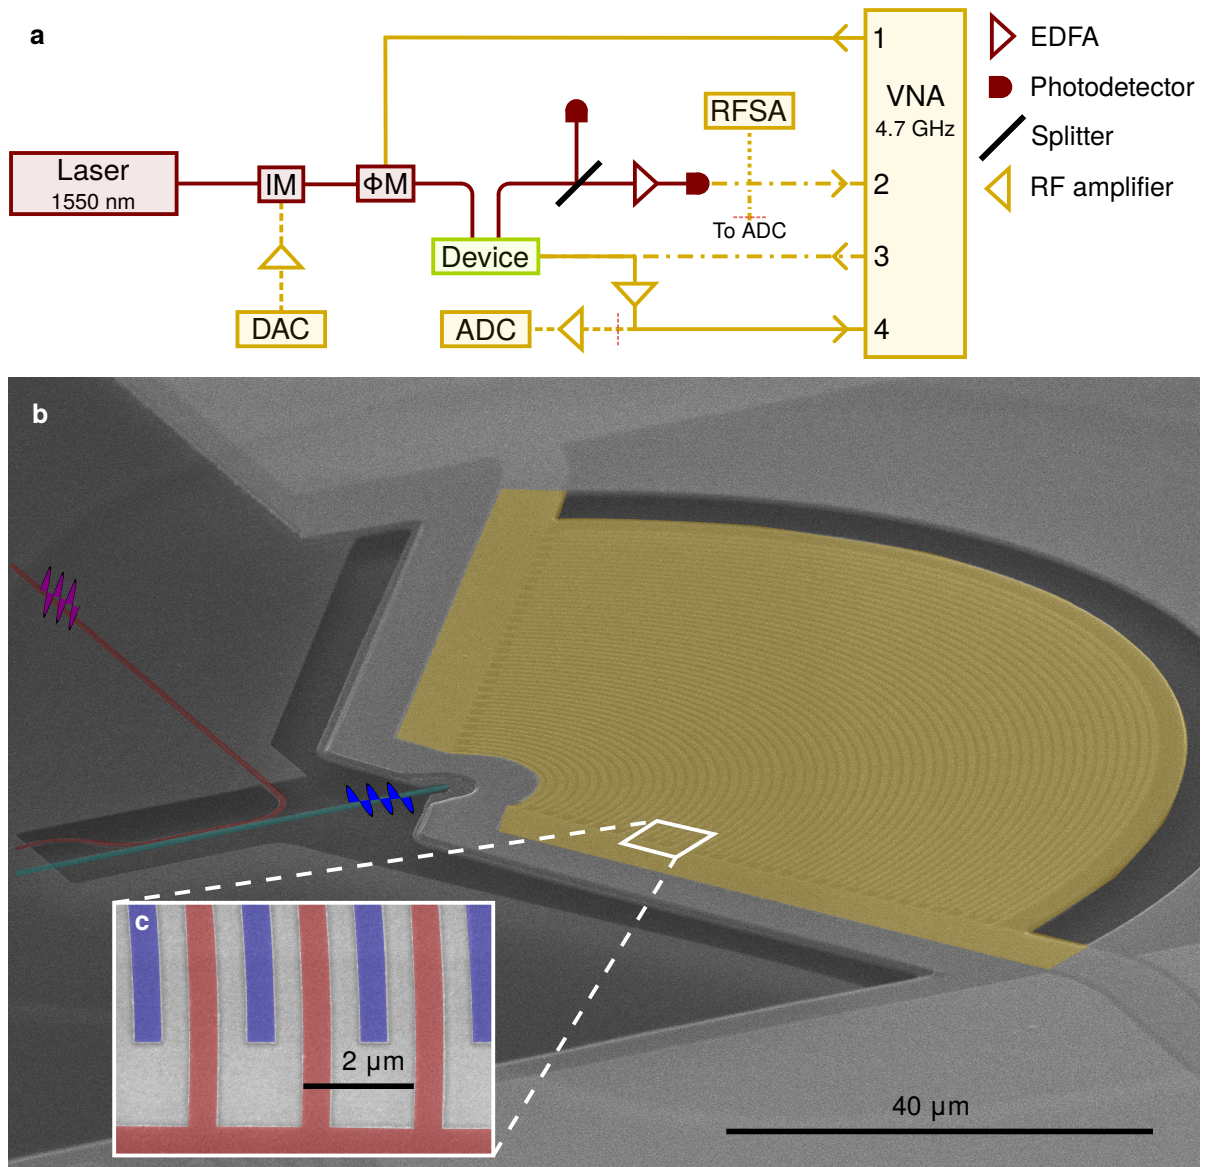 a
Laser
1550 nm
IM
ΦM
DAC
Device
ADC
RFSA
To ADC
VNA
4.7 GHz
1
2
3
4
EDFA
Photodetector
Splitter
RF amplifier
b
c
2 μm
40 μm